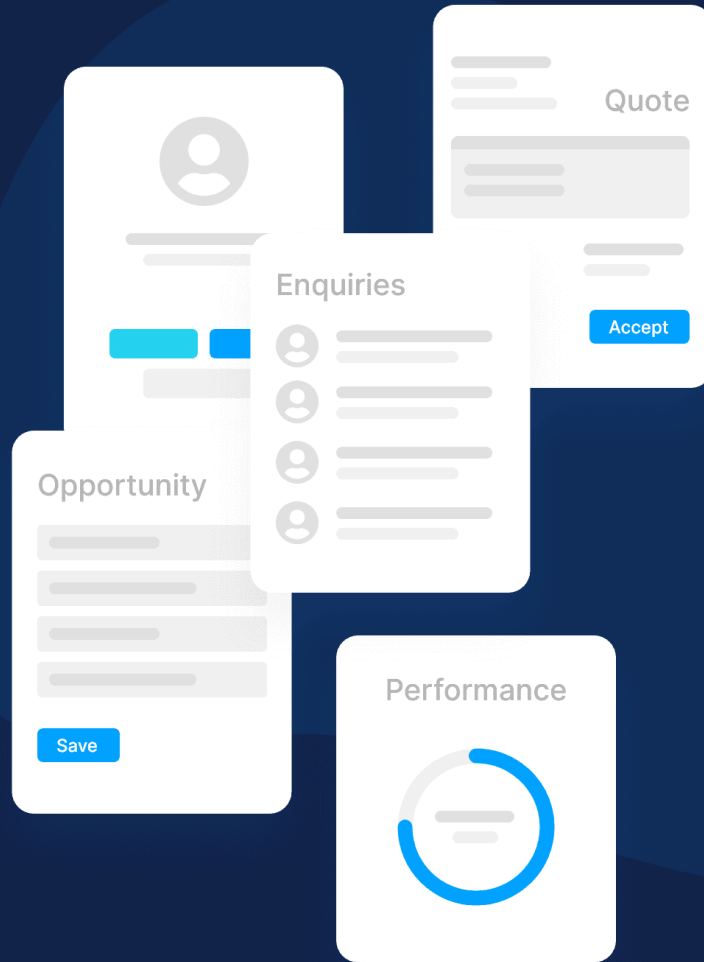 Quote
Accept
Enquiries
Opportunity
Save
Performance